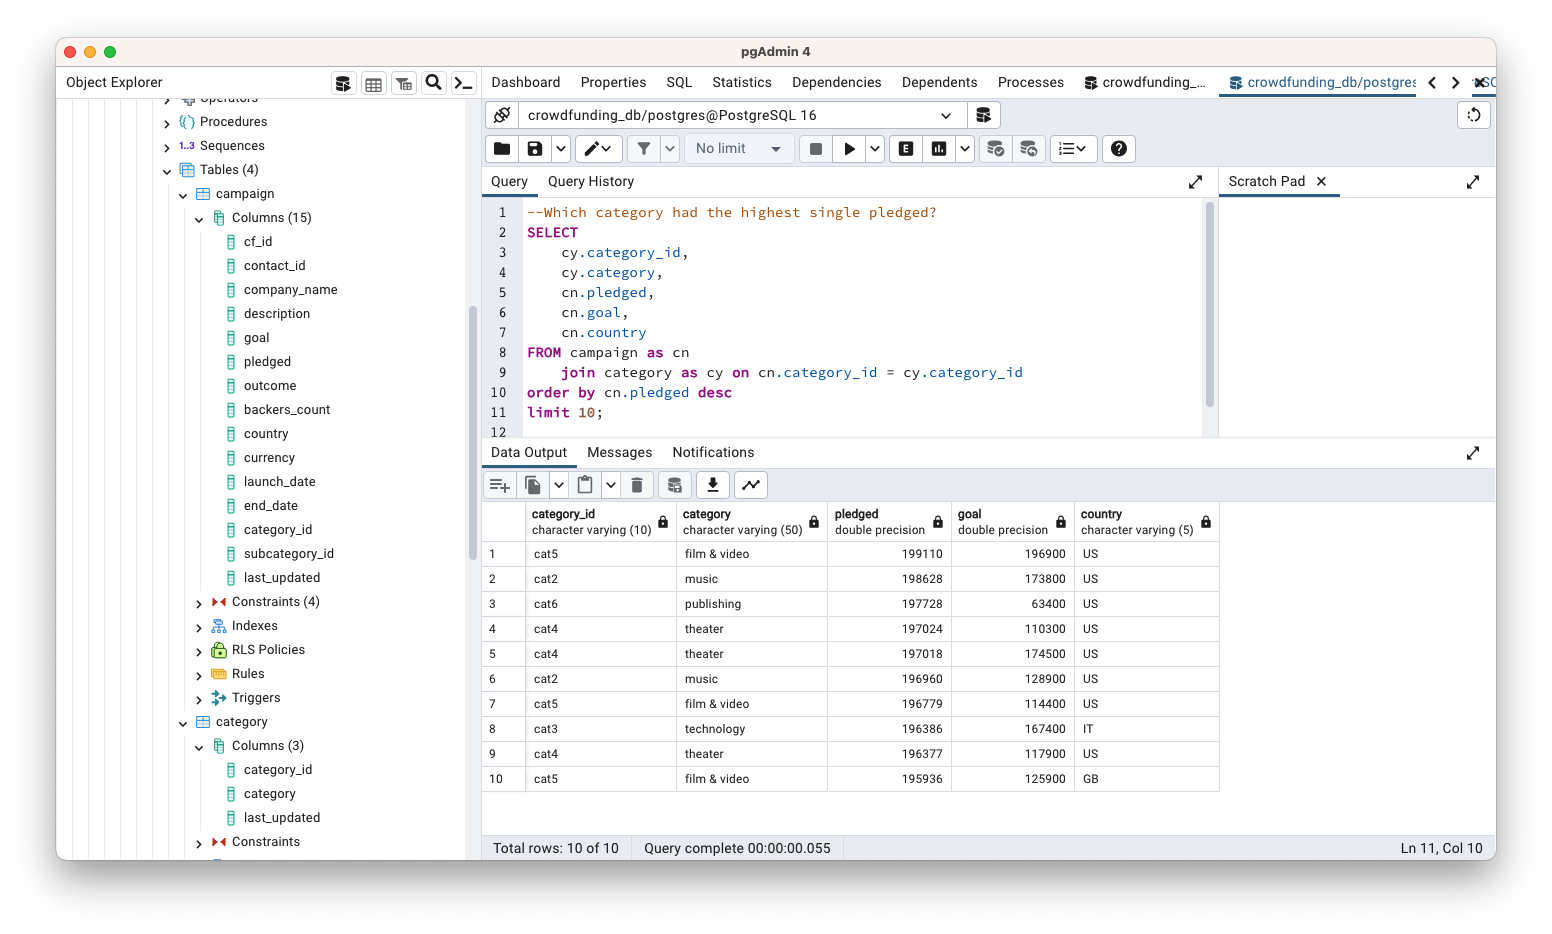 pgAdmin 4
Object Explorer
Operators
Procedures
1..3 Sequences
Tables (4)
campaign
Columns (15)
cf_id
contact_id
company_name
description
goal
pledged
outcome
backers_count
country
currency
launch_date
end_date
category_id
subcategory_id
last_updated
Constraints (4)
Indexes
RLS Policies
Rules
Triggers
category
Columns (3)
category_id
category
last_updated
Constraints
Dashboard Properties SQL Statistics Dependencies Dependents Processes crowdfunding_... crowdfunding_db/postgres
crowdfunding_db/postgres@PostgreSQL 16
No limit E
Query Query History Scratch Pad
1 --Which category had the highest single pledged?
2 SELECT
3 cy.category_id,
4 cy.category,
5 cn.pledged,
6 cn.goal,
7 cn.country
8 FROM campaign as cn
9 join category as cy on cn.category_id = cy.category_id
10 order by cn.pledged desc
11 limit 10;
12
Data Output Messages Notifications
category_id category pledged goal country
character varying (10) character varying (50) double precision double precision character varying (5)
1 cat5 film & video 199110 196900 US
2 cat2 music 198628 173800 US
3 cat6 publishing 197728 63400 US
4 cat4 theater 197024 110300 US
5 cat4 theater 197018 174500 US
6 cat2 music 196960 128900 US
7 cat5 film & video 196779 114400 US
8 cat3 technology 196386 167400 IT
9 cat4 theater 196377 117900 US
10 cat5 film & video 195936 125900 GB
Total rows: 10 of 10 Query complete 00:00:00.055 Ln 11, Col 10